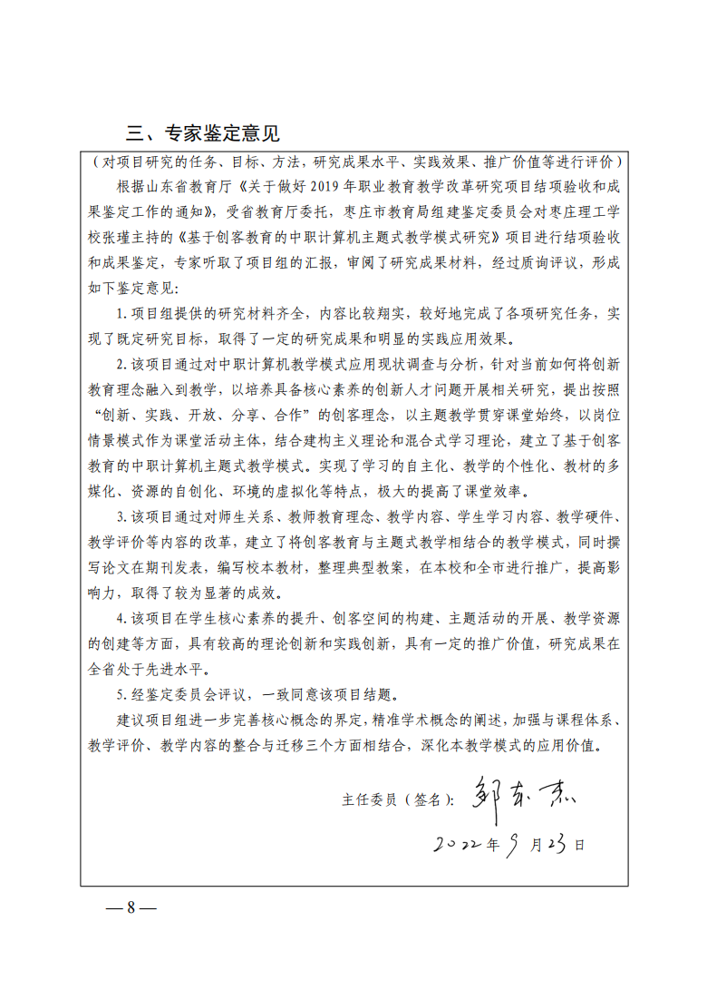 三、专家鉴定意见
（对项目研究的任务、目标、方法，研究成果水平、实践效果、推广价值等进行评价）
根据山东省教育厅《关于做好 2019 年职业教育教学改革研究项目结项验收和成
果鉴定工作的通知》，受省教育厅委托，枣庄市教育局组建鉴定委员会对枣庄理工学
校张瑾主持的《基于创客教育的中职计算机主题式教学模式研究》项目进行结项验收
和成果鉴定，专家听取了项目组的汇报，审阅了研究成果材料，经过质询评议，形成
如下鉴定意见：
1. 项目组提供的研究材料齐全，内容比较翔实，较好地完成了各项研究任务，实
现了既定研究目标，取得了一定的研究成果和明显的实践应用效果。
2. 该项目通过对中职计算机教学模式应用现状调查与分析，针对当前如何将创新
教育理念融入到教学，以培养具备核心素养的创新人才问题开展相关研究，提出按照
“创新、实践、开放、分享、合作”的创客理念，以主题教学贯穿课堂始终，以岗位
情景模式作为课堂活动主体，结合建构主义理论和混合式学习理论，建立了基于创客
教育的中职计算机主题式教学模式。实现了学习的自主化、教学的个性化、教材的多
媒化、资源的自创化、环境的虚拟化等特点，极大的提高了课堂效率。
3. 该项目通过对师生关系、教师教育理念、教学内容、学生学习内容、教学硬件、
教学评价等内容的改革，建立了将创客教育与主题式教学相结合的教学模式，同时撰
写论文在期刊发表，编写校本教材，整理典型教案，在本校和全市进行推广，提高影
响力，取得了较为显著的成效。
4. 该项目在学生核心素养的提升、创客空间的构建、主题活动的开展、教学资源
的创建等方面，具有较高的理论创新和实践创新，具有一定的推广价值，研究成果在
全省处于先进水平。
5. 经鉴定委员会评议，一致同意该项目结题。
建议项目组进一步完善核心概念的界定，精准学术概念的阐述，加强与课程体系、
教学评价、教学内容的整合与迁移三个方面相结合，深化本教学模式的应用价值。
主任委员（签名）：
2022 年 9 月 23 日
— 8 —